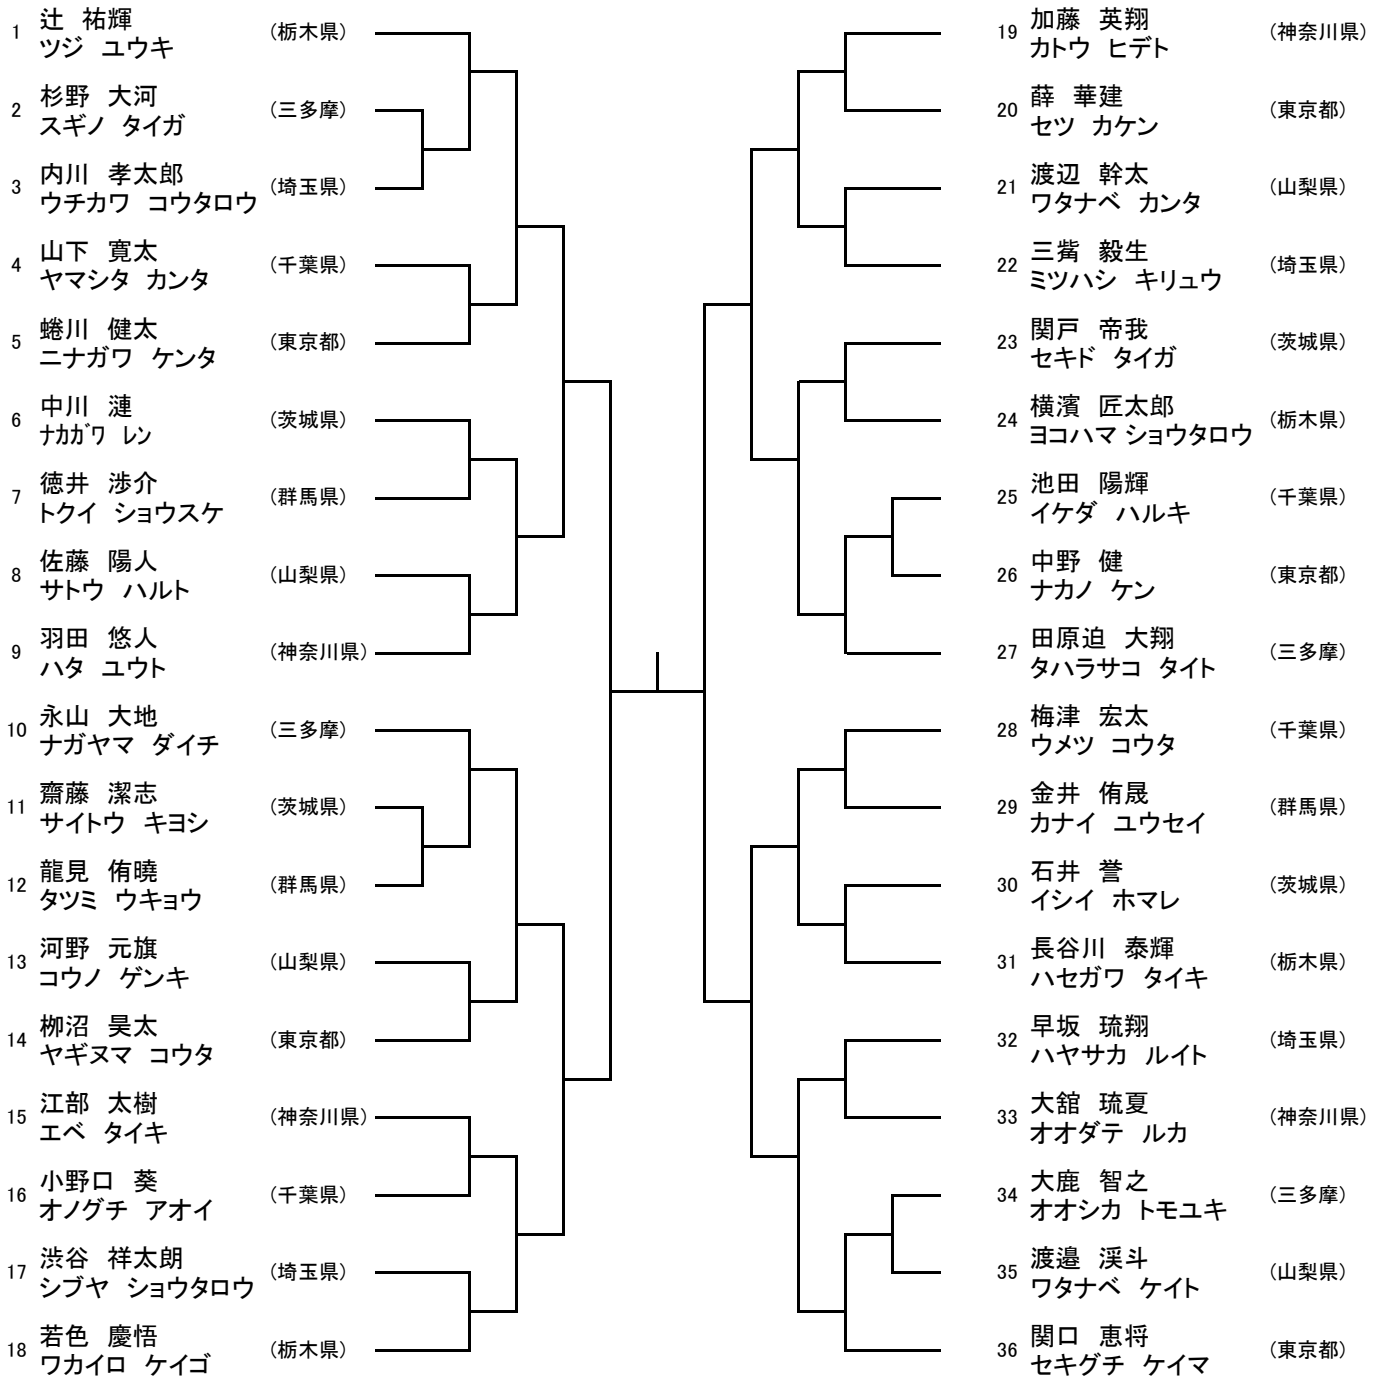 1 辻 祐輝 (栃木県)
ツジ ユウキ
2 杉野 大河 (三多摩)
スギノ タイガ
3 内川 孝太郎 (埼玉県)
ウチカワ コウタロウ
4 山下 寛太 (千葉県)
ヤマシタ カンタ
5 蜷川 健太 (東京都)
ニナガワ ケンタ
6 中川 漣 (茨城県)
ナカガワ レン
7 徳井 渉介 (群馬県)
トクイ ショウスケ
8 佐藤 陽人 (山梨県)
サトウ ハルト
9 羽田 悠人 (神奈川県)
ハタ ユウト
10 永山 大地 (三多摩)
ナガヤマ ダイチ
11 齋藤 潔志 (茨城県)
サイトウ キヨシ
12 龍見 侑曉 (群馬県)
タツミ ウキョウ
13 河野 元旗 (山梨県)
コウノ ゲンキ
14 栁沼 昊太 (東京都)
ヤギヌマ コウタ
15 江部 太樹 (神奈川県)
エベ タイキ
16 小野口 葵 (千葉県)
オノグチ アオイ
17 渋谷 祥太朗 (埼玉県)
シブヤ ショウタロウ
18 若色 慶悟 (栃木県)
ワカイロ ケイゴ
19 加藤 英翔 (神奈川県)
カトウ ヒデト
20 薛 華建 (東京都)
セツ カケン
21 渡辺 幹太 (山梨県)
ワタナベ カンタ
22 三觜 毅生 (埼玉県)
ミツハシ キリュウ
23 関戸 帝我 (茨城県)
セキド タイガ
24 横濱 匠太郎 (栃木県)
ヨコハマ ショウタロウ
25 池田 陽輝 (千葉県)
イケダ ハルキ
26 中野 健 (東京都)
ナカノ ケン
27 田原迫 大翔 (三多摩)
タハラサコ タイト
28 梅津 宏太 (千葉県)
ウメツ コウタ
29 金井 侑晟 (群馬県)
カナイ ユウセイ
30 石井 誉 (茨城県)
イシイ ホマレ
31 長谷川 泰輝 (栃木県)
ハセガワ タイキ
32 早坂 琉翔 (埼玉県)
ハヤサカ ルイト
33 大舘 琉夏 (神奈川県)
オオダテ ルカ
34 大鹿 智之 (三多摩)
オオシカ トモユキ
35 渡邉 渓斗 (山梨県)
ワタナベ ケイト
36 関口 恵将 (東京都)
セキグチ ケイマ